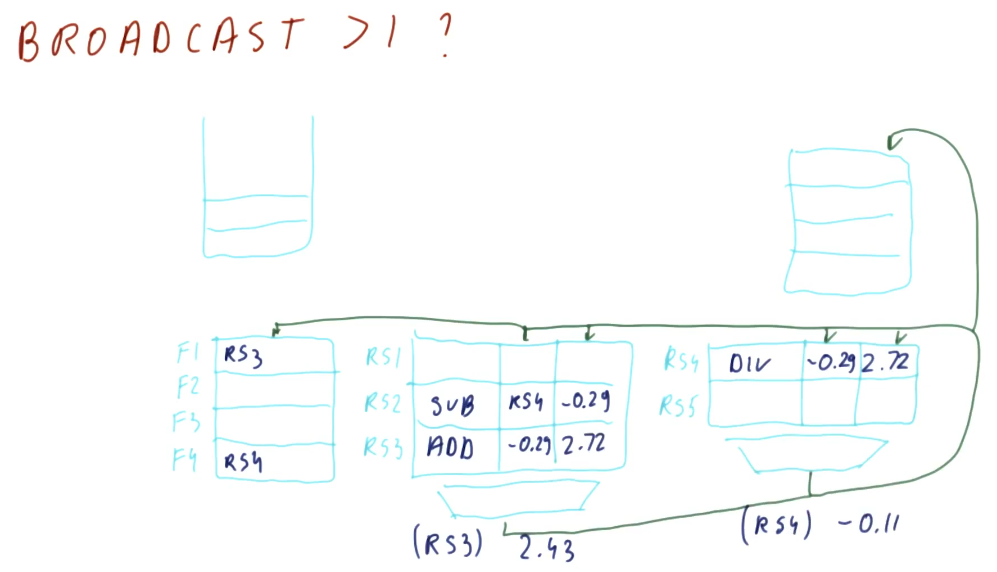 BROADCAST >1 ?
F1 RS3 RS1 RS4 DIV -0.29 2.72
F2 RS2 SUB RS4 -0.29 RS5
F3 RS3 ADD -0.29 2.72
F4 RS4
(RS3) 2.43 (RS4) -0.11